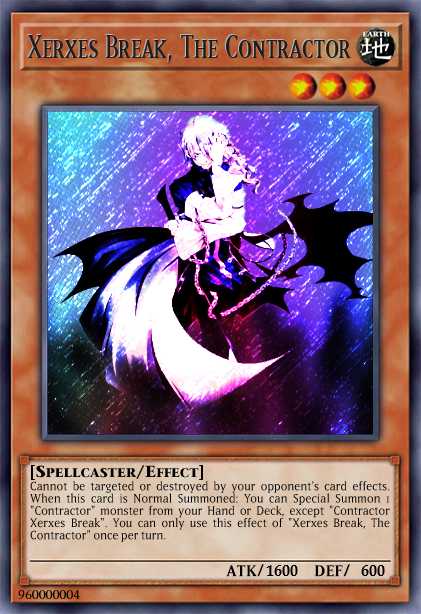 Xerxes Break, The Contractor
EARTH
地
[Spellcaster/Effect]
Cannot be targeted or destroyed by your opponent's card effects.
When this card is Normal Summoned: You can Special Summon 1
"Contractor" monster from your Hand or Deck, except "Contractor
Xerxes Break". You can only use this effect of "Xerxes Break, The
Contractor" once per turn.
ATK/1600 DEF/ 600
960000004